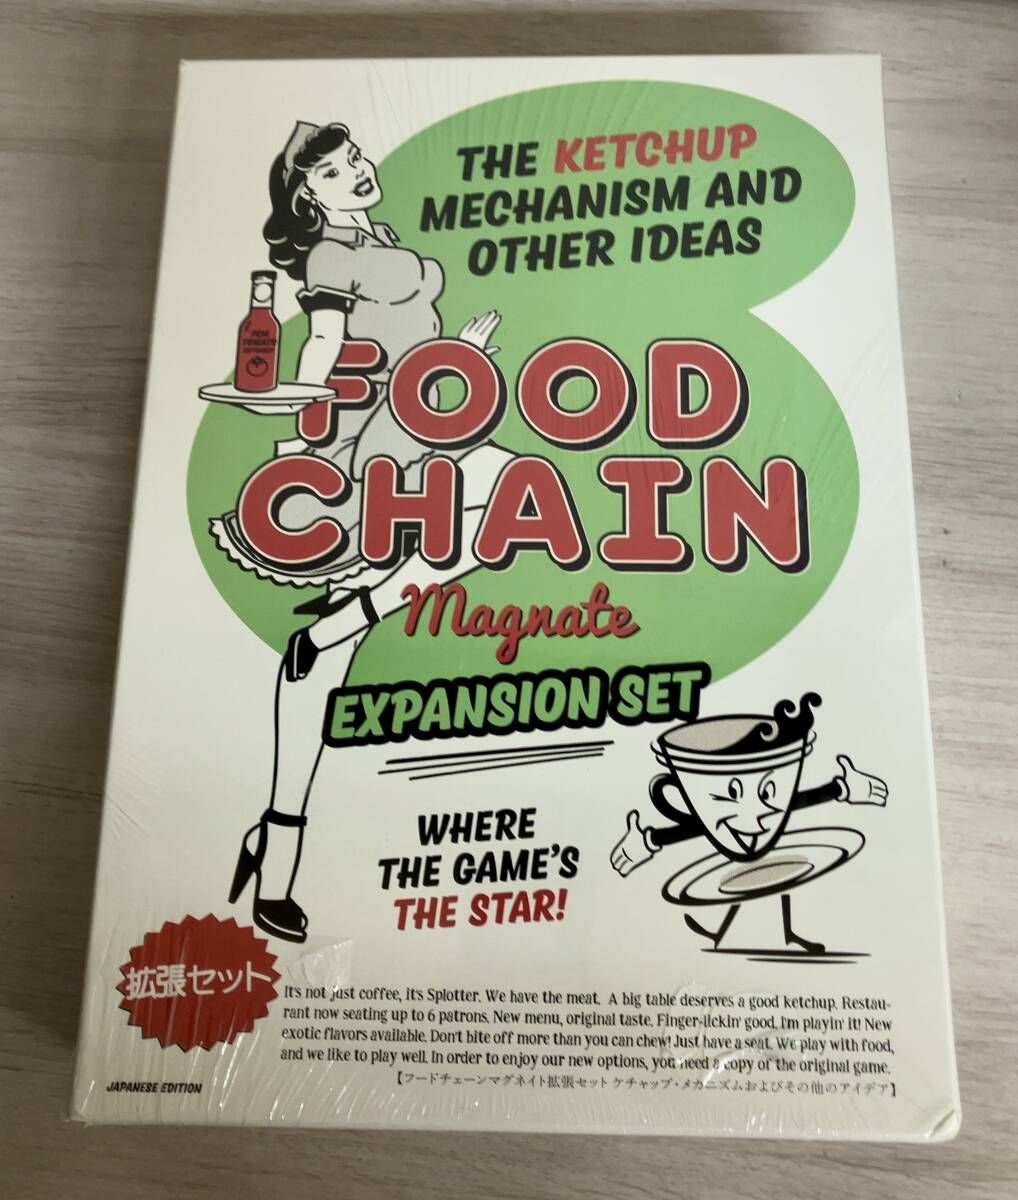 THE KETCHUP
MECHANISM AND
OTHER IDEAS
TOMATO
FOOD
CHAIN
Magnate
EXPANSION SET
WHERE
THE GAME'S
THE STAR!
拡張セット
It's not just coffee, it's Splotter. We have the meat. A big table deserves a good ketchup. Restau-
rant now seating up to 6 patrons. New menu, original taste. Finger-lickin' good. I'm playin' it! New
exotic flavors available. Don't bite off more than you can chew! Just have a seat. We play with food,
and we like to play well. In order to enjoy our new options, you need a copy of the original game.
JAPANESE EDITION
【フードチェーンマグネイト拡張セット ケチャップ・メカニズムおよびその他のアイデア】